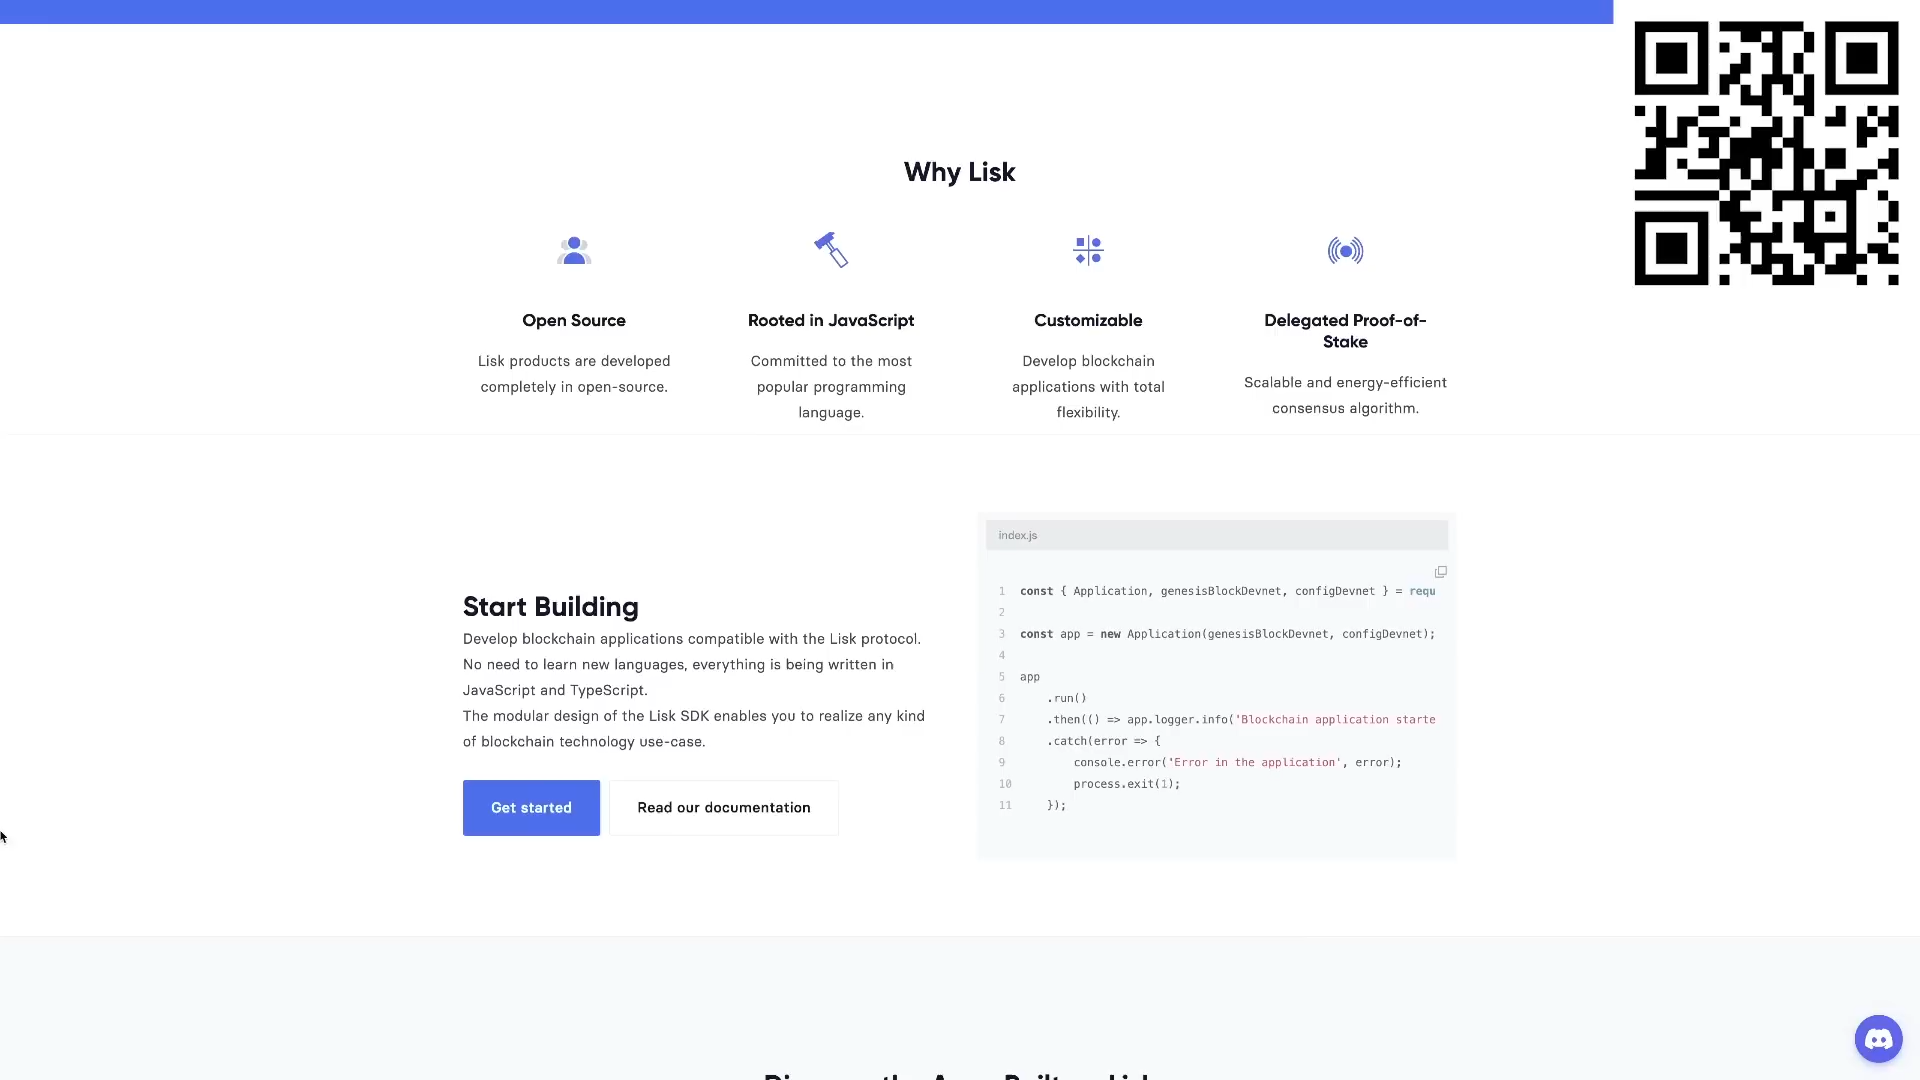 Why Lisk
Open Source
Lisk products are developed
completely in open-source.
Rooted in JavaScript
Committed to the most
popular programming
language.
Customizable
Develop blockchain
applications with total
flexibility.
Delegated Proof-of-
Stake
Scalable and energy-efficient
consensus algorithm.
Start Building
Develop blockchain applications compatible with the Lisk protocol.
No need to learn new languages, everything is being written in
JavaScript and TypeScript.
The modular design of the Lisk SDK enables you to realize any kind
of blockchain technology use-case.
Get started
Read our documentation
index.js
1 const { Application, genesisBlockDevnet, configDevnet } = requ
2
3 const app = new Application(genesisBlockDevnet, configDevnet);
4
5 app
6 .run()
7 .then(() => app.logger.info('Blockchain application starte
8 .catch(error => {
9 console.error('Error in the application', error);
10 process.exit(1);
11 });